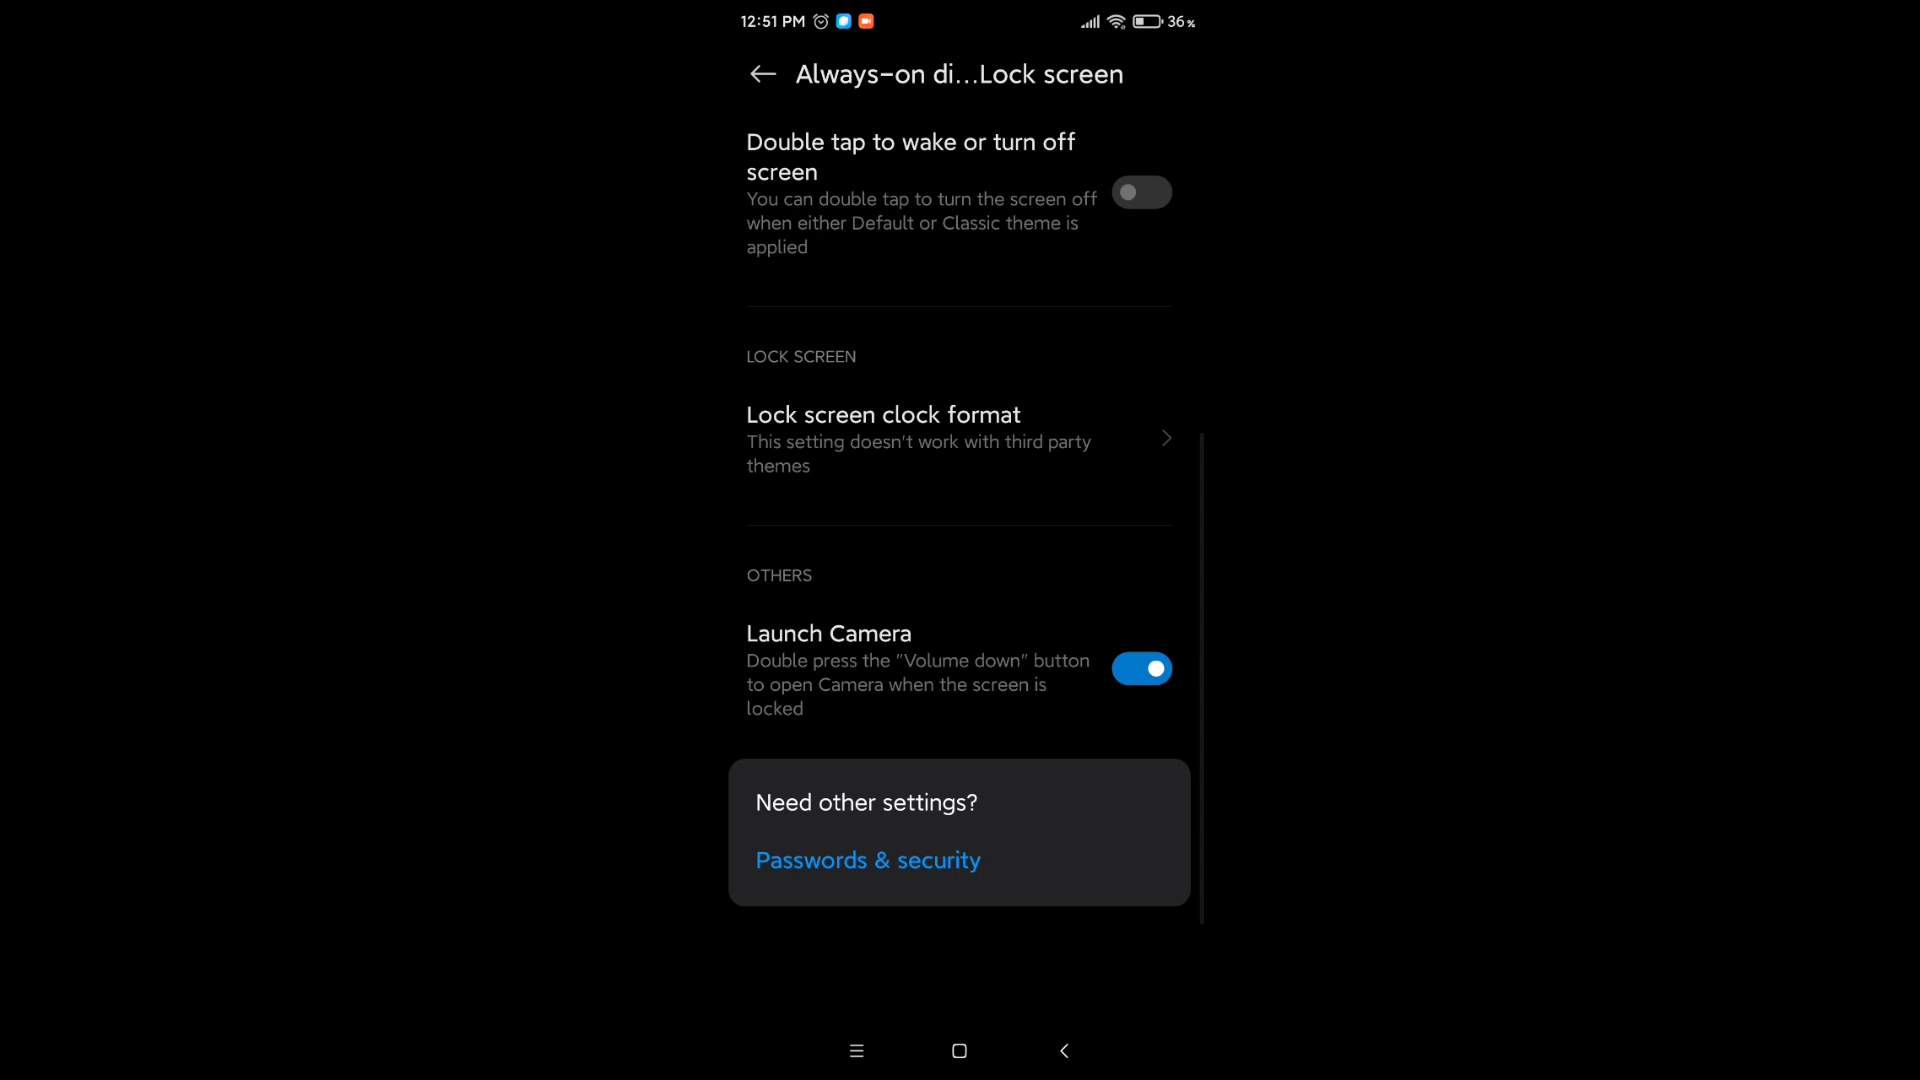 12:51 PM 36%
Always-on di...Lock screen
Double tap to wake or turn off
screen
You can double tap to turn the screen off
when either Default or Classic theme is
applied
LOCK SCREEN
Lock screen clock format
This setting doesn't work with third party
themes
OTHERS
Launch Camera
Double press the "Volume down" button
to open Camera when the screen is
locked
Need other settings?
Passwords & security